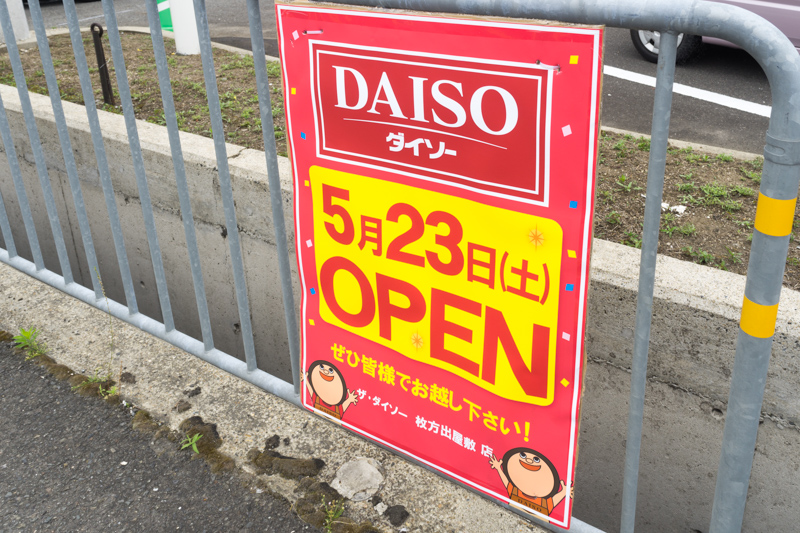 DAISO
ダイソー
5月23日(土)
OPEN
ぜひ皆様でお越し下さい!
ザ・ダイソー 枚方出屋敷 店
DAISO